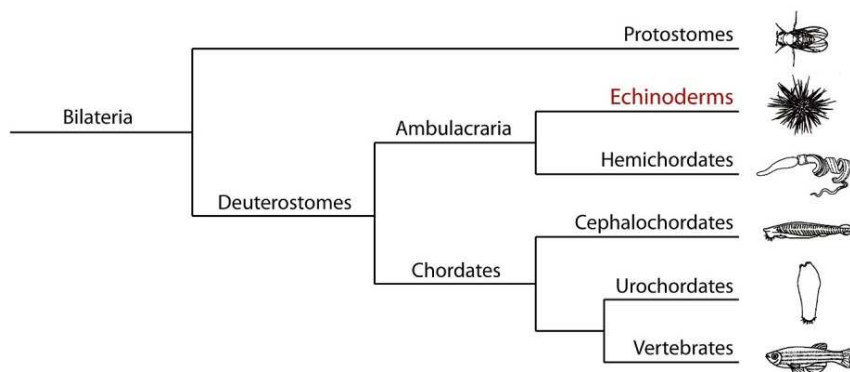 Protostomes
Echinoderms
Bilateria
Ambulacraria
Hemichordates
Deuterostomes
Cephalochordates
Chordates
Urochordates
Vertebrates